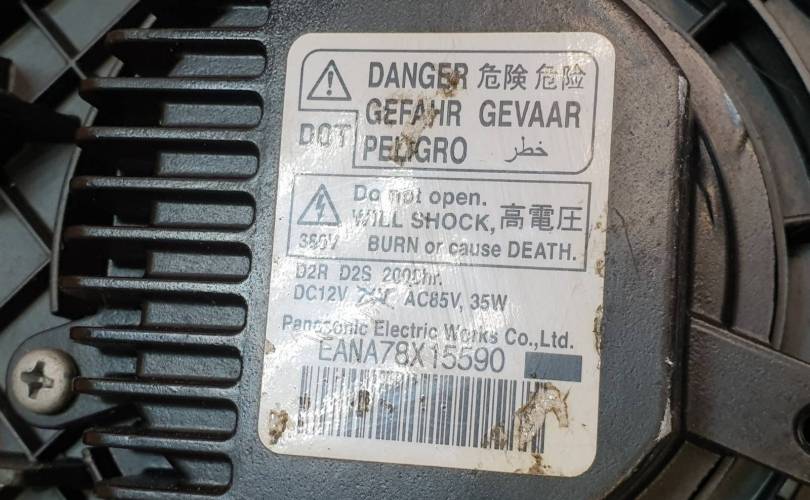 DANGER 危険 危险
GEFAHR GEVAAR
DOT PELIGRO خطر
Do not open.
WILL SHOCK, 高電圧
BURN or cause DEATH.
D2R D2S 2000hr.
DC12V AC85V, 35W
Panasonic Electric Works Co.,Ltd.
EANA78X15590